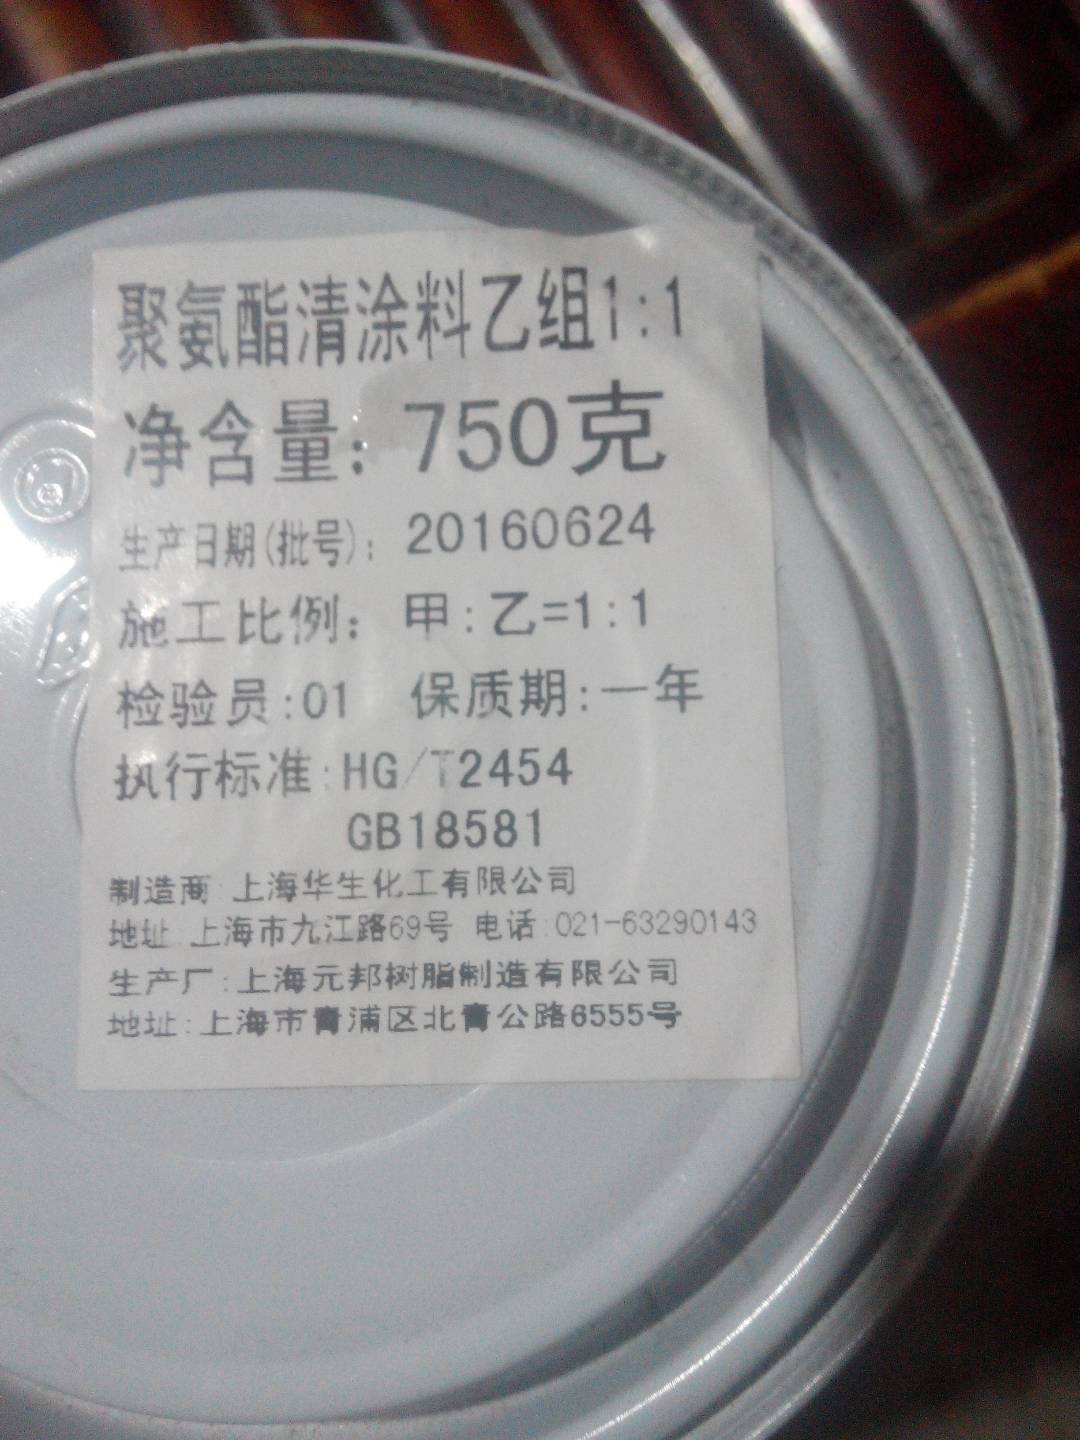 聚氨酯清涂料乙组1:1
净含量：750克
生产日期(批号)：20160624
施工比例：甲:乙=1:1
检验员:01 保质期:一年
执行标准:HG/T2454
GB18581
制造商:上海华生化工有限公司
地址:上海市九江路69号 电话:021-63290143
生产厂:上海元邦树脂制造有限公司
地址:上海市青浦区北青公路6555号